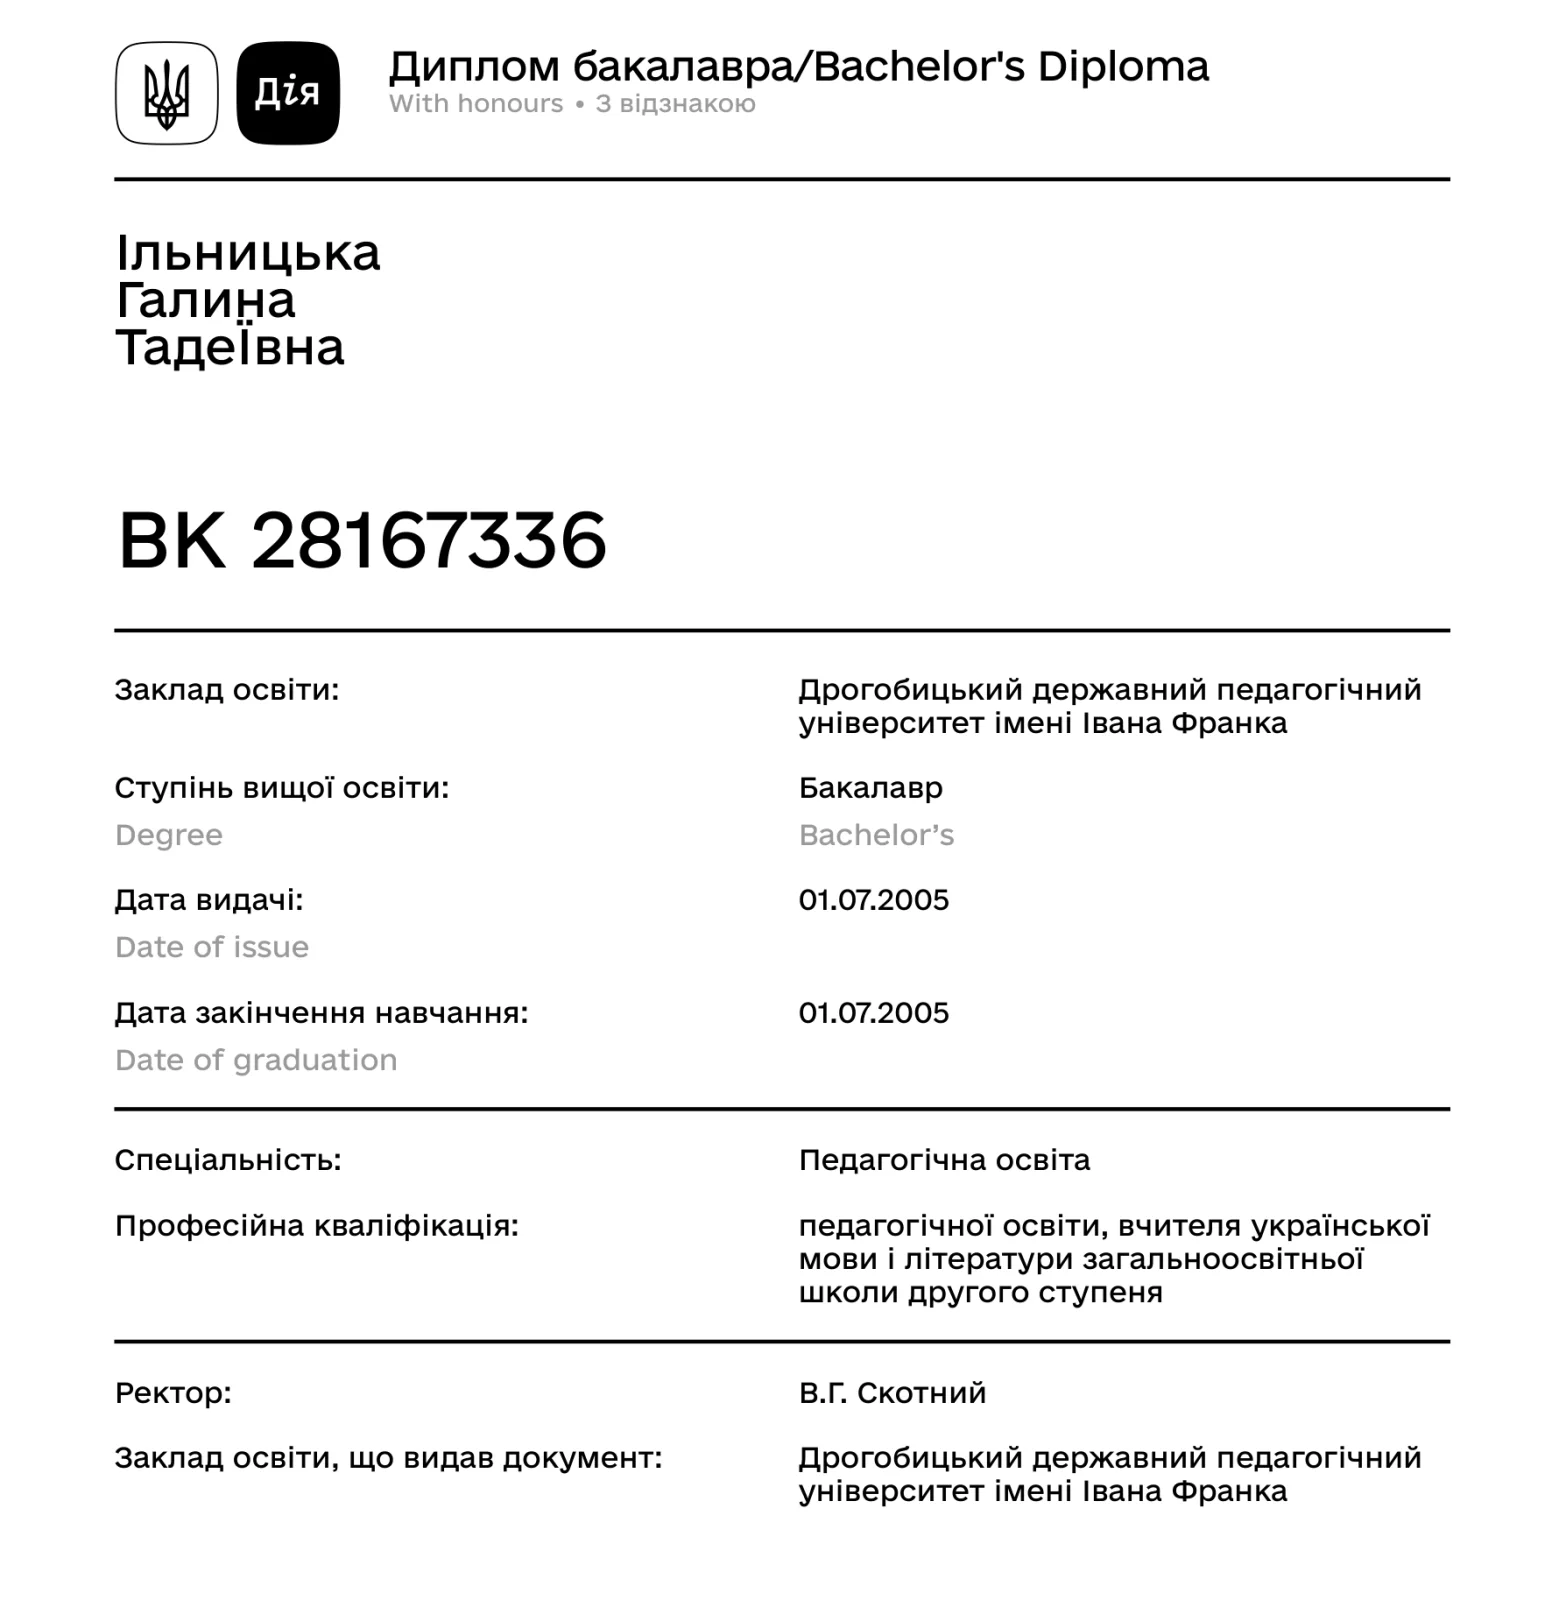 Дія
Диплом бакалавра/Bachelor's Diploma
With honours • З відзнакою
Ільницька
Галина
ТадеЇвна
ВК 28167336
Заклад освіти:
Дрогобицький державний педагогічний
університет імені Івана Франка
Ступінь вищої освіти:
Бакалавр
Degree
Bachelor’s
Дата видачі:
01.07.2005
Date of issue
Дата закінчення навчання:
01.07.2005
Date of graduation
Спеціальність:
Педагогічна освіта
Професійна кваліфікація:
педагогічної освіти, вчителя української
мови і літератури загальноосвітньої
школи другого ступеня
Ректор:
В.Г. Скотний
Заклад освіти, що видав документ:
Дрогобицький державний педагогічний
університет імені Івана Франка